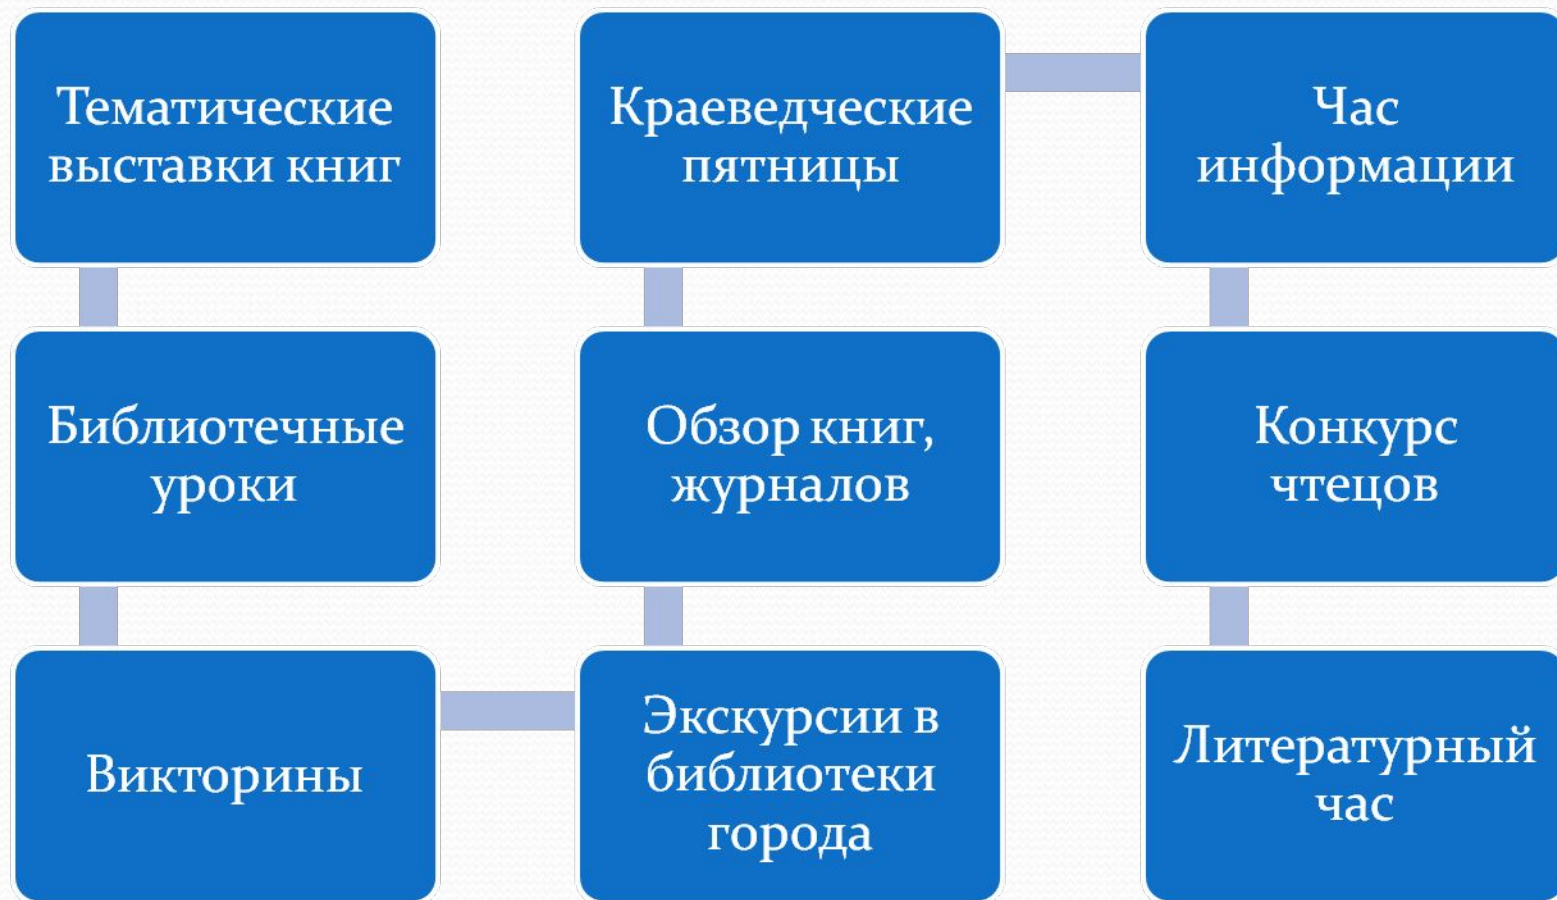 Тематические
выставки книг
Библиотечные
уроки
Викторины
Экскурсии в
библиотеки
города
Обзор книг,
журналов
Краеведческие
пятницы
Час
информации
Конкурс
чтецов
Литературный
час